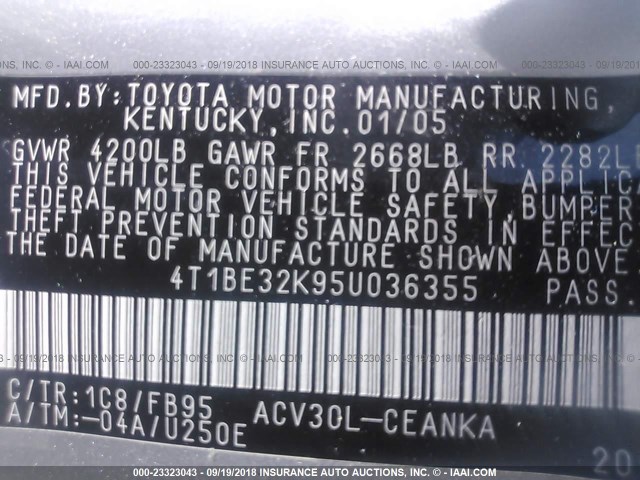 000-23323043 - 09/19/2018 INSURANCE AUTO AUCTIONS, INC. - © IAAI.COM
MFD.BY:TOYOTA MOTOR MANUFACTURING,
KENTUCKY,INC.01/05
GVWR 4200LB GAWR FR 2668LB RR 2282L
THIS VEHICLE CONFORMS TO ALL APPLIC
FEDERAL MOTOR VEHICLE SAFETY,BUMPER
THEFT PREVENTION STANDARDS IN EFFEC
THE DATE OF MANUFACTURE SHOWN ABOVE
4T1BE32K95U036355 PASS.
C/TR:1C8/FB95 ACV30L-CEANKA
A/TM:-04A/U250E
20
000-23323043 - 09/19/2018 INSURANCE AUTO AUCTIONS, INC. - © IAAI.COM